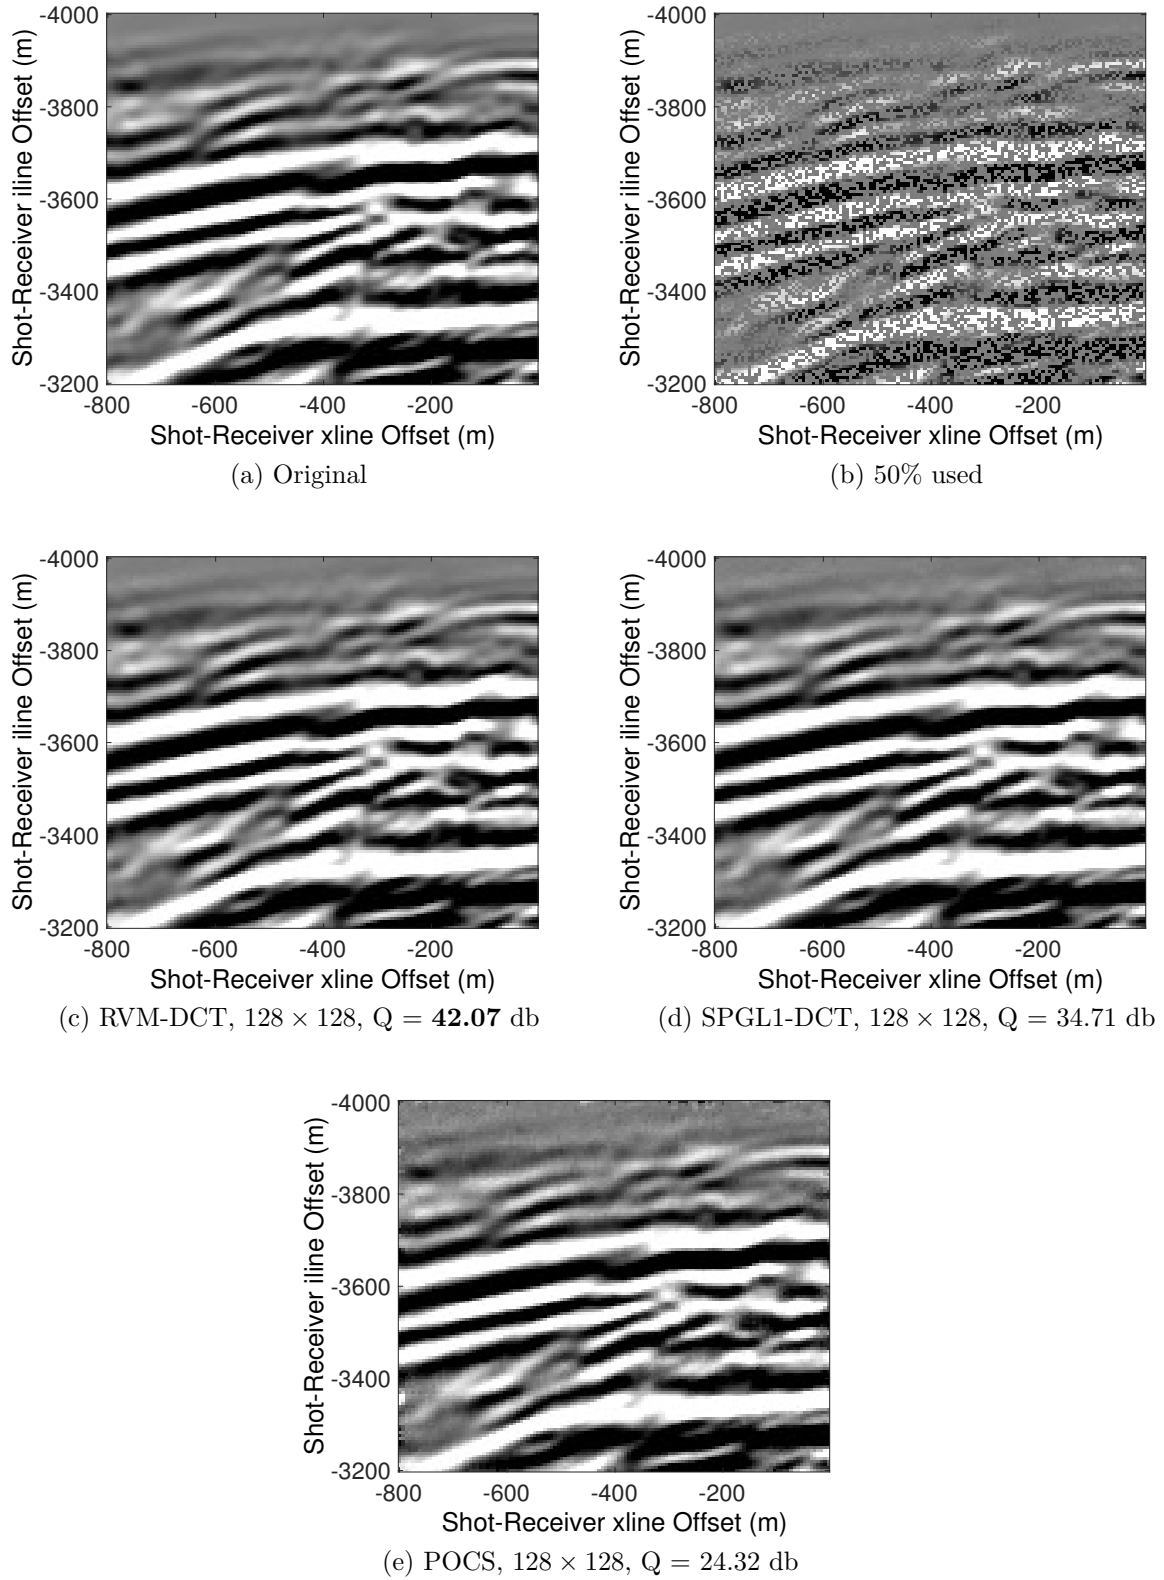 -4000
-3800
-3600
-3400
-3200
-800 -600 -400 -200
Shot-Receiver iline Offset (m)
Shot-Receiver xline Offset (m)
(a) Original
-4000
-3800
-3600
-3400
-3200
-800 -600 -400 -200
Shot-Receiver iline Offset (m)
Shot-Receiver xline Offset (m)
(b) 50% used
-4000
-3800
-3600
-3400
-3200
-800 -600 -400 -200
Shot-Receiver iline Offset (m)
Shot-Receiver xline Offset (m)
(c) RVM-DCT, 128 × 128, Q = 42.07 db
-4000
-3800
-3600
-3400
-3200
-800 -600 -400 -200
Shot-Receiver iline Offset (m)
Shot-Receiver xline Offset (m)
(d) SPGL1-DCT, 128 × 128, Q = 34.71 db
-4000
-3800
-3600
-3400
-3200
-800 -600 -400 -200
Shot-Receiver iline Offset (m)
Shot-Receiver xline Offset (m)
(e) POCS, 128 × 128, Q = 24.32 db